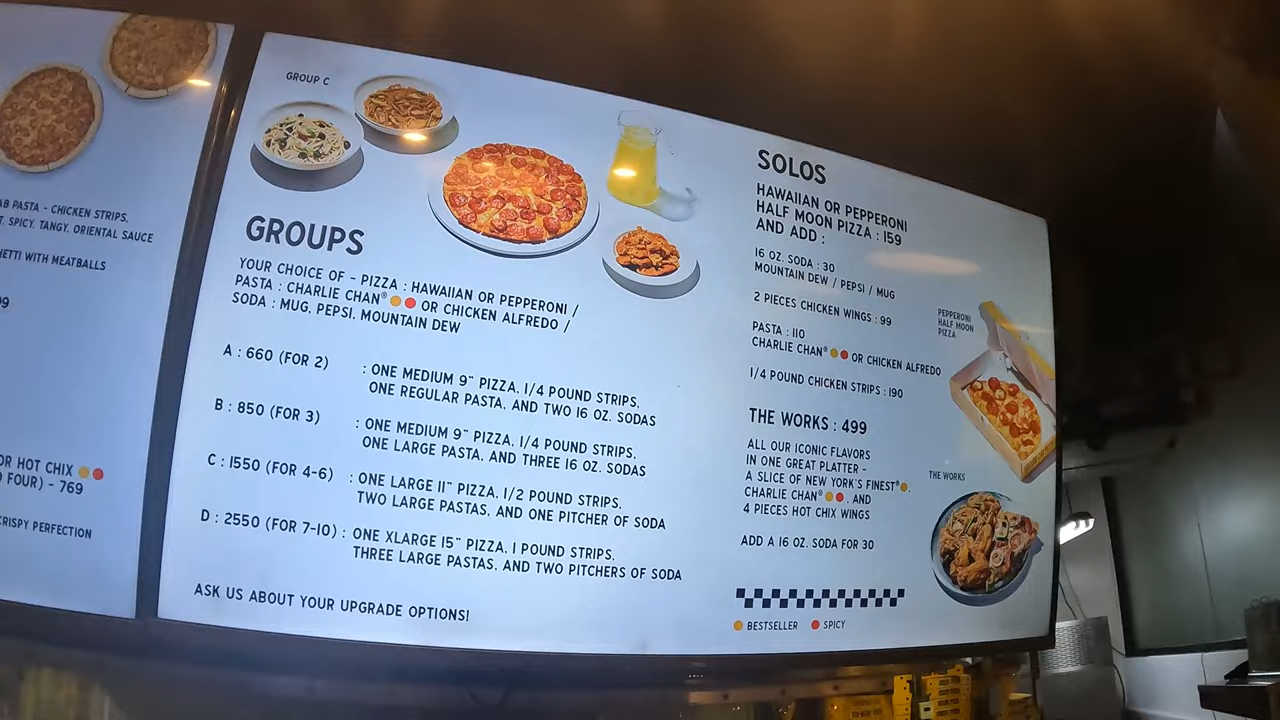 AB PASTA - CHICKEN STRIPS,
T, SPICY, TANGY, ORIENTAL SAUCE
HETTI WITH MEATBALLS
99
OR HOT CHIX
FOUR) - 769
CRISPY PERFECTION
GROUP C
GROUPS
YOUR CHOICE OF - PIZZA : HAWAIIAN OR PEPPERONI /
PASTA : CHARLIE CHAN® OR CHICKEN ALFREDO /
SODA : MUG, PEPSI, MOUNTAIN DEW
A : 660 (FOR 2) : ONE MEDIUM 9" PIZZA, 1/4 POUND STRIPS,
ONE REGULAR PASTA, AND TWO 16 OZ. SODAS
B : 850 (FOR 3) : ONE MEDIUM 9" PIZZA, 1/4 POUND STRIPS,
ONE LARGE PASTA, AND THREE 16 OZ. SODAS
C : 1550 (FOR 4-6) : ONE LARGE 11" PIZZA, 1/2 POUND STRIPS,
TWO LARGE PASTAS, AND ONE PITCHER OF SODA
D : 2550 (FOR 7-10) : ONE XLARGE 15" PIZZA, 1 POUND STRIPS,
THREE LARGE PASTAS, AND TWO PITCHERS OF SODA
ASK US ABOUT YOUR UPGRADE OPTIONS!
SOLOS
HAWAIIAN OR PEPPERONI
HALF MOON PIZZA : 159
AND ADD :
16 OZ. SODA : 30
MOUNTAIN DEW / PEPSI / MUG
2 PIECES CHICKEN WINGS : 99
PASTA : 110
CHARLIE CHAN® OR CHICKEN ALFREDO
1/4 POUND CHICKEN STRIPS : 190
PEPPERONI
HALF MOON
PIZZA
THE WORKS : 499
ALL OUR ICONIC FLAVORS
IN ONE GREAT PLATTER -
A SLICE OF NEW YORK'S FINEST®,
CHARLIE CHAN®, AND
4 PIECES HOT CHIX WINGS
ADD A 16 OZ. SODA FOR 30
THE WORKS
BESTSELLER SPICY